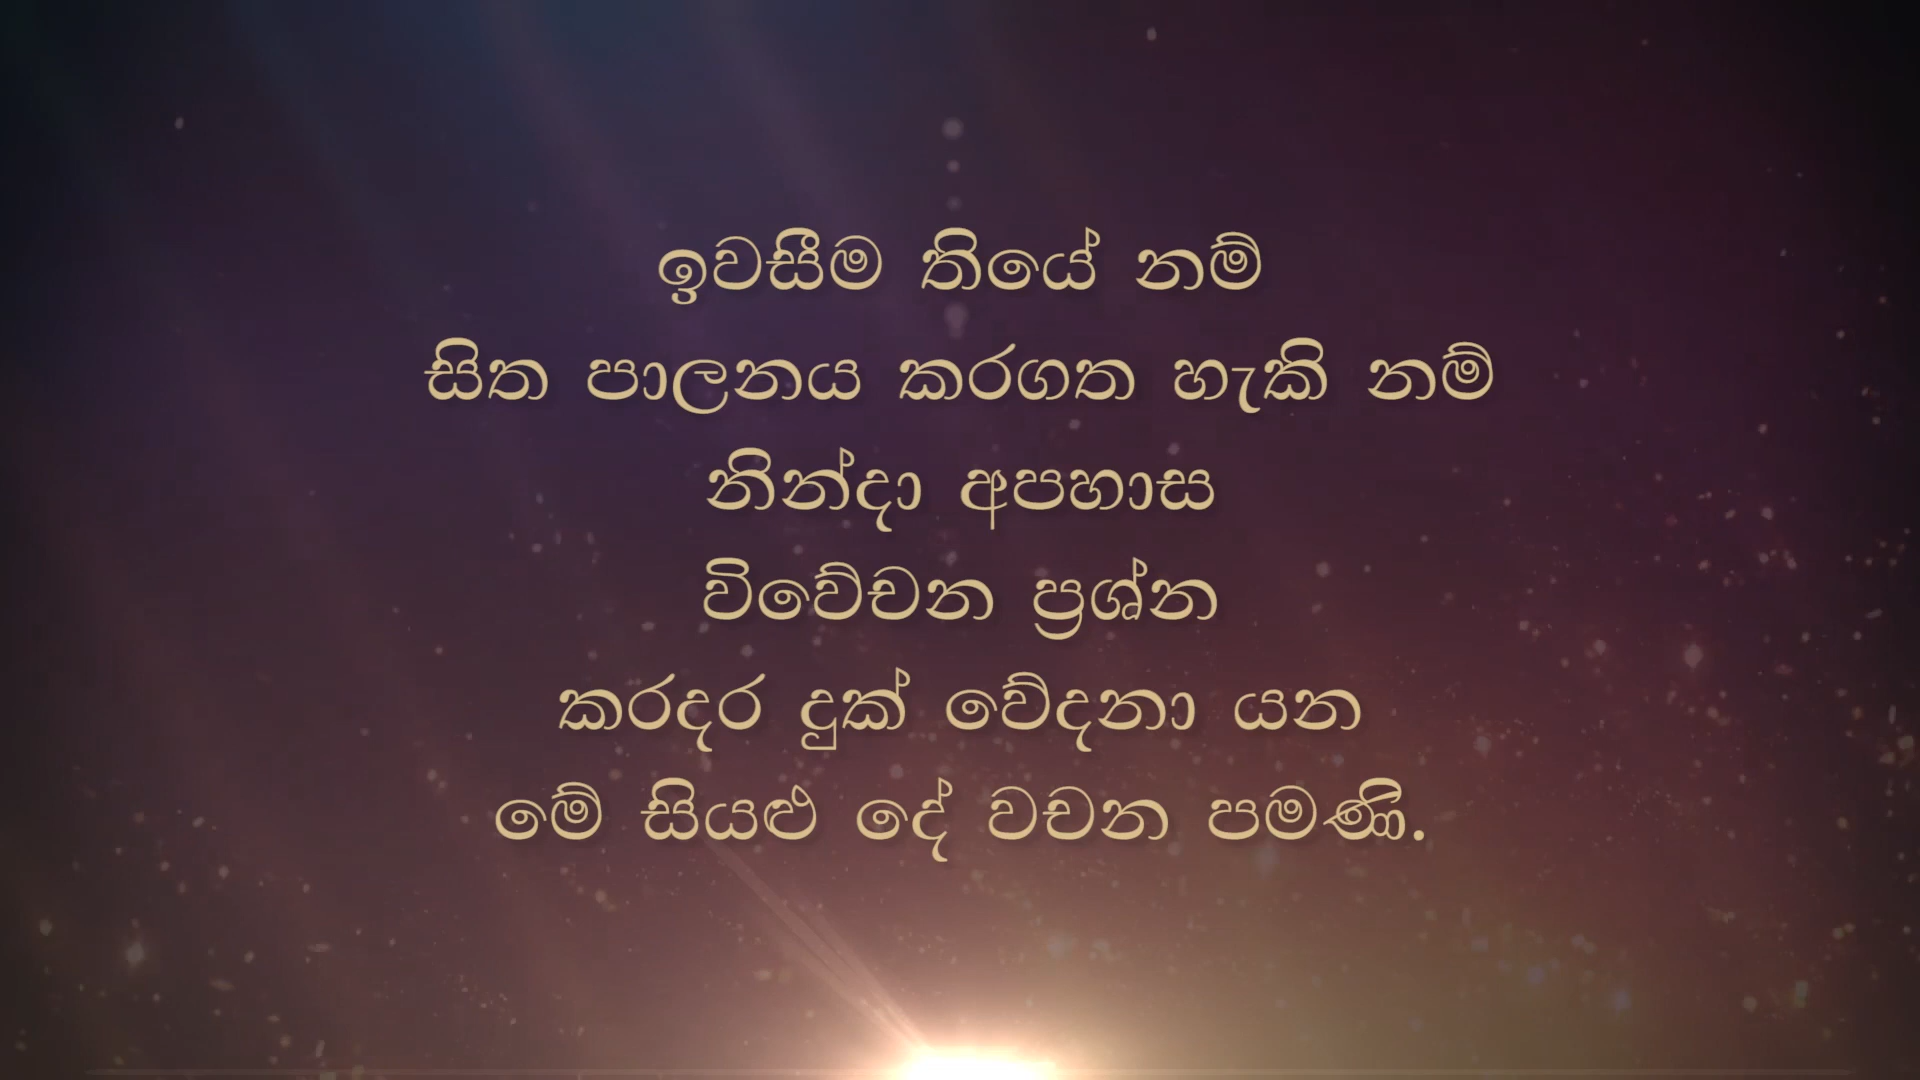 ඉවසීම තියේ නම්
සිත පාලනය කරගත හැකි නම්
නින්දා අපහාස
විවේචන ප්‍රශ්න
කරදර දුක් වේදනා යන
මේ සියළු දේ වචන පමණි.